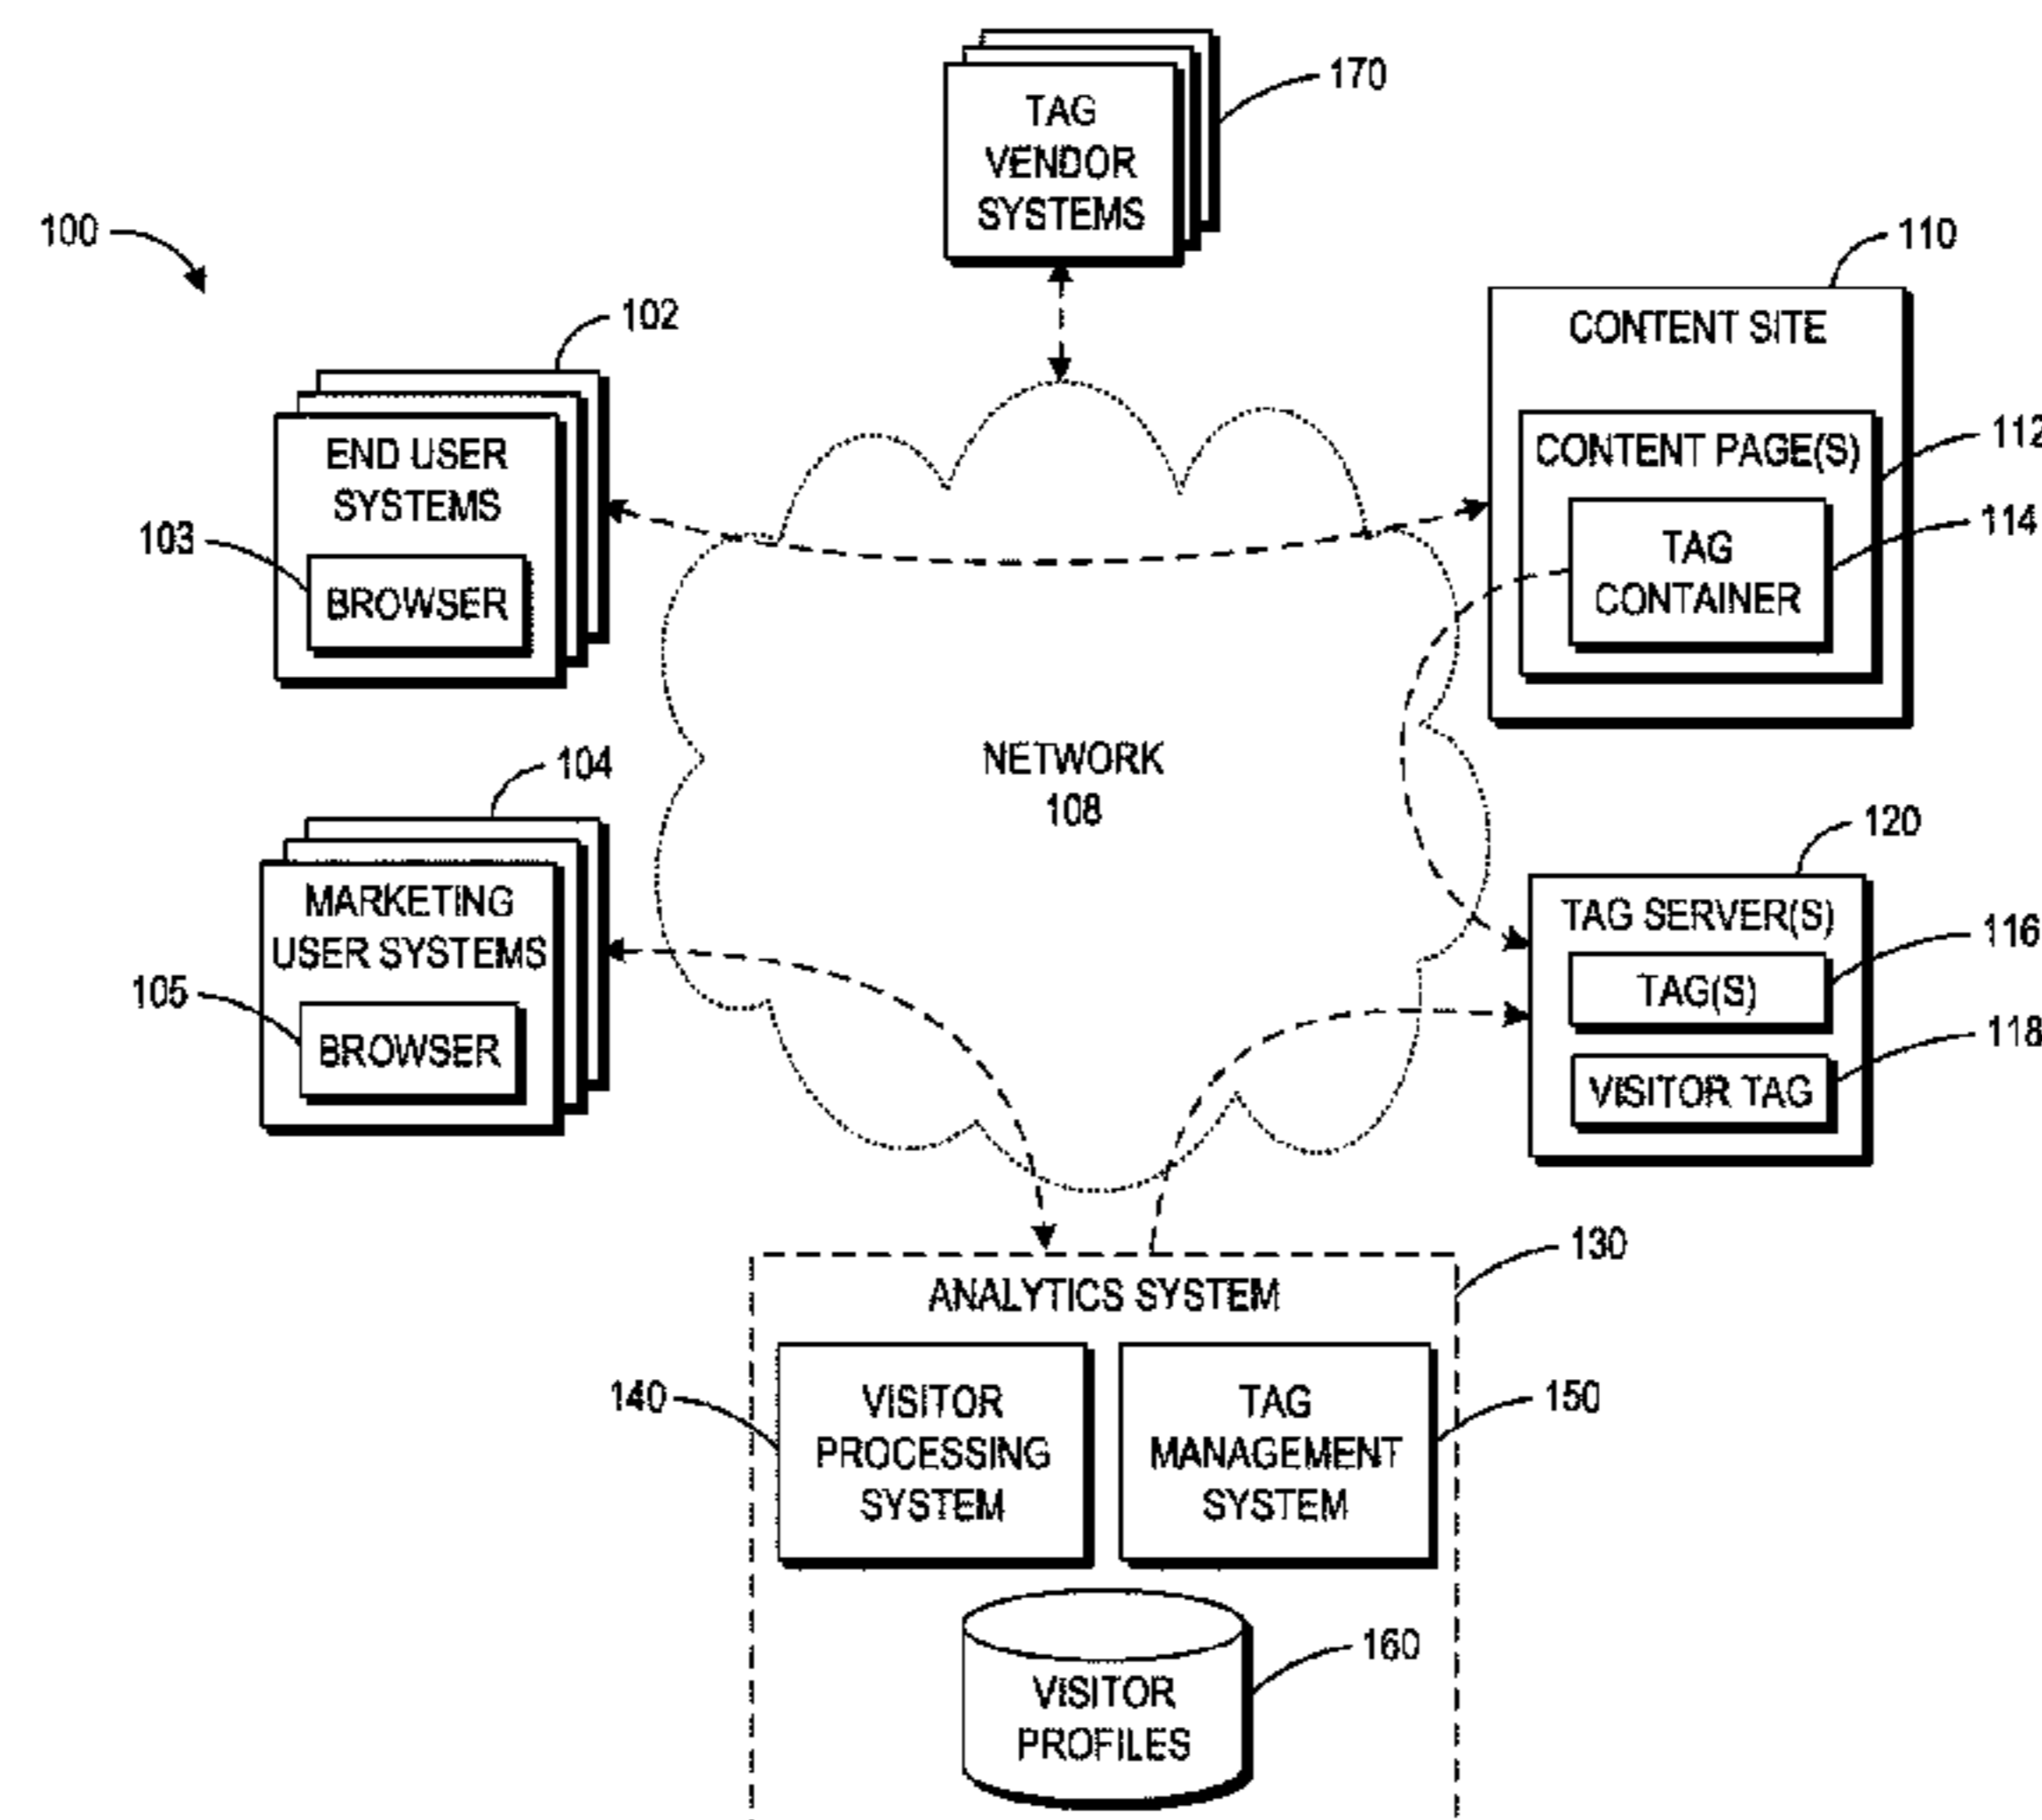 170
TAG
VENDOR
SYSTEMS
100
110
CONTENT SITE
102
112
CONTENT PAGE(S)
END USER
SYSTEMS
114
103
TAG
CONTAINER
BROWSER
NETWORK
108
104
120
MARKETING
USER SYSTEMS
TAG SERVER(S)
116
105
TAG(S)
118
BROWSER
VISITOR TAG
130
ANALYTICS SYSTEM
140
VISITOR
PROCESSING
SYSTEM
TAG
MANAGEMENT
SYSTEM
150
160
VISITOR
PROFILES